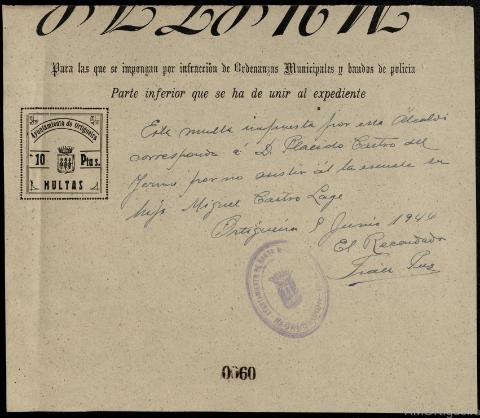 Para las que se impongan por infracción de Ordenanzas Municipales y bandos de policía
Parte inferior que se ha de unir al expediente
Ayuntamiento de Ortigueira
10 Ptas.
MULTAS
Esta multa impuesta por esta Alcaldi
corresponde á D. Placido Castro del
por no asistir ál la escuela su
hijo Miguel Castro Lage
Ortigueira 9 Junio 1944
El Recaudador
0060